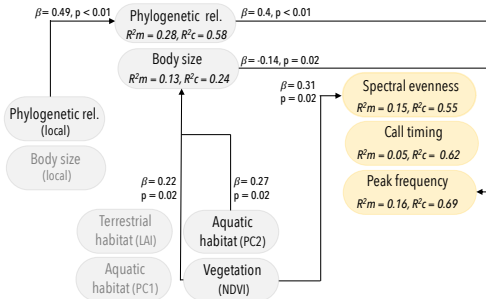 β= 0.49, p < 0.01
Phylogenetic rel.
R²m = 0.28, R²c = 0.58
β= 0.4, p < 0.01
Body size
R²m = 0.13, R²c = 0.24
β= -0.14, p = 0.02
β= 0.31
p = 0.02
Spectral evenness
R²m = 0.15, R²c = 0.55
Phylogenetic rel.
(local)
Call timing
R²m = 0.05, R²c = 0.62
Body size
(local)
Peak frequency
R²m = 0.16, R²c = 0.69
β= 0.22
p = 0.02
β= 0.27
p = 0.02
Terrestrial
habitat (LAI)
Aquatic
habitat (PC2)
Aquatic
habitat (PC1)
Vegetation
(NDVI)